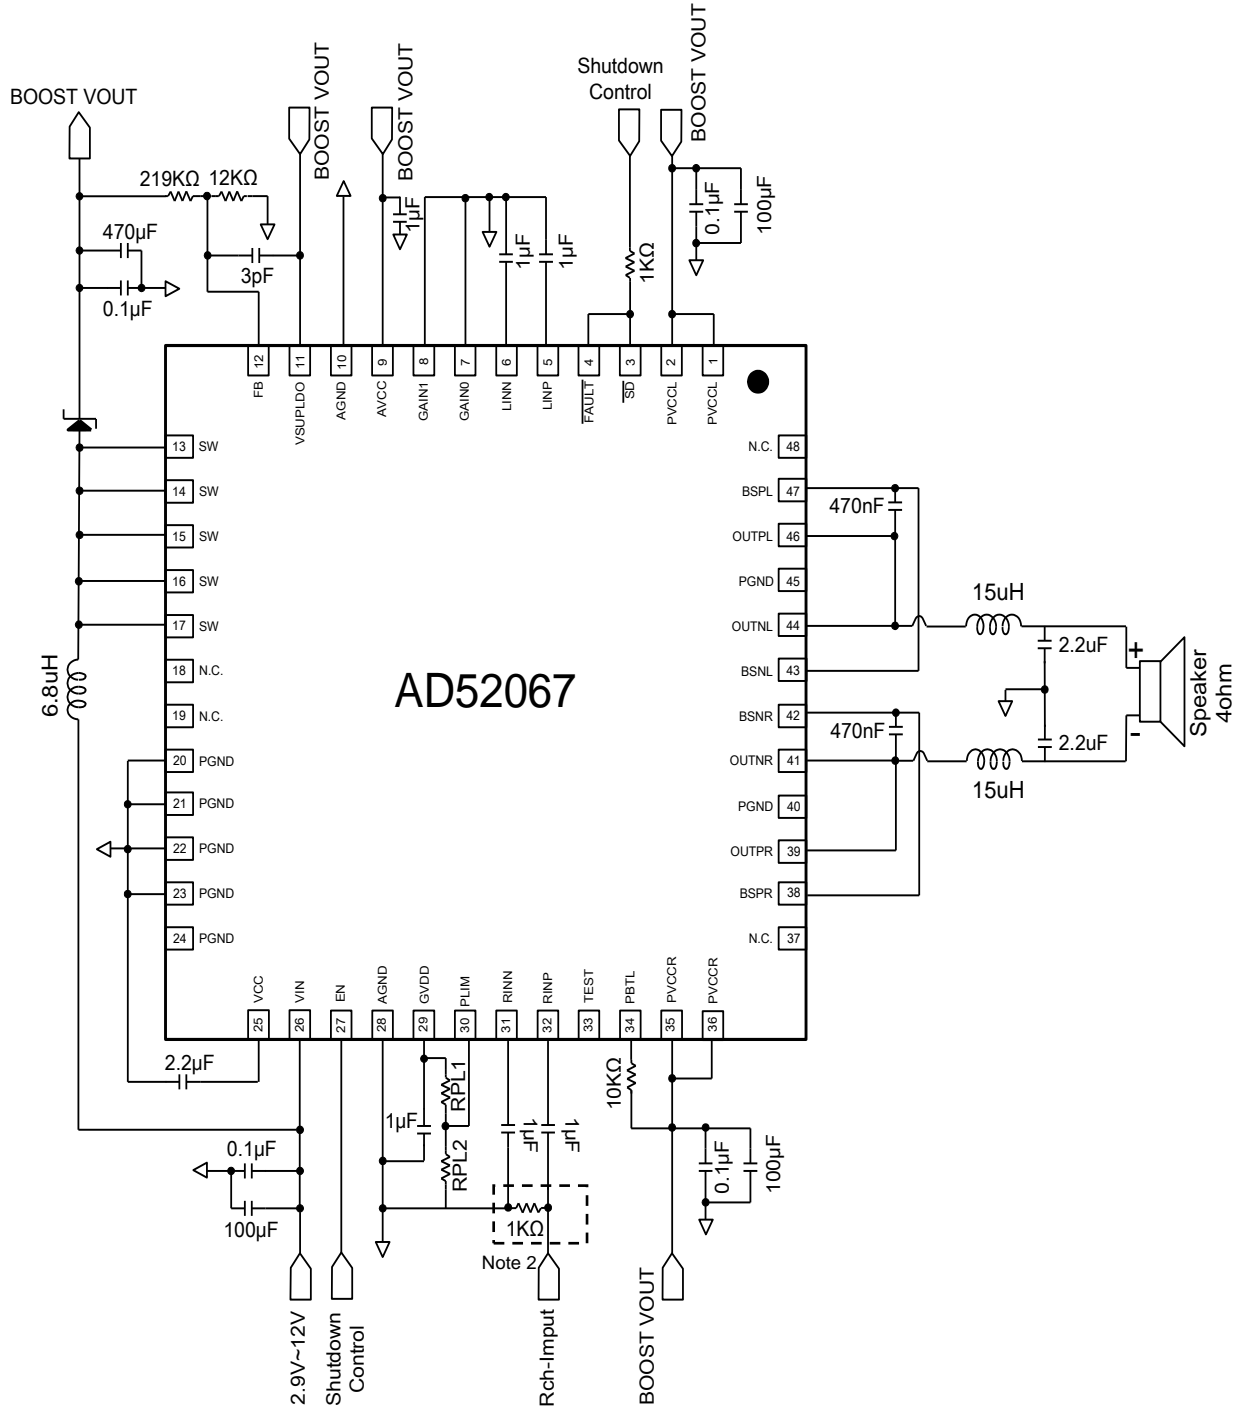 BOOST VOUT
BOOST VOUT
BOOST VOUT
Shutdown
Control
BOOST VOUT
219KΩ
12KΩ
470µF
0.1µF
3pF
1µF
1µF
1µF
1KΩ
0.1µF
100µF
12
11
10
9
8
7
6
5
4
3
2
1
FB
VSUPLDO
AGND
AVCC
GAIN1
GAIN0
LINN
LINP
FAULT
SD
PVCCL
PVCCL
13 SW
14 SW
15 SW
16 SW
17 SW
18 N.C.
19 N.C.
20 PGND
21 PGND
22 PGND
23 PGND
24 PGND
6.8uH
AD52067
N.C. 48
BSPL 47
OUTPL 46
PGND 45
OUTNL 44
BSNL 43
BSNR 42
OUTNR 41
PGND 40
OUTPR 39
BSPR 38
N.C. 37
470nF
470nF
15uH
15uH
2.2uF
2.2uF
+
-
Speaker
4ohm
VCC
VIN
EN
AGND
GVDD
PLIM
RINN
RINP
TEST
PBTL
PVCCR
PVCCR
25
26
27
28
29
30
31
32
33
34
35
36
2.2µF
0.1µF
100µF
1µF
RPL1
RPL2
1µF
1µF
10KΩ
0.1µF
100µF
1KΩ
Note 2
2.9V~12V
Shutdown
Control
Rch-Imput
BOOST VOUT